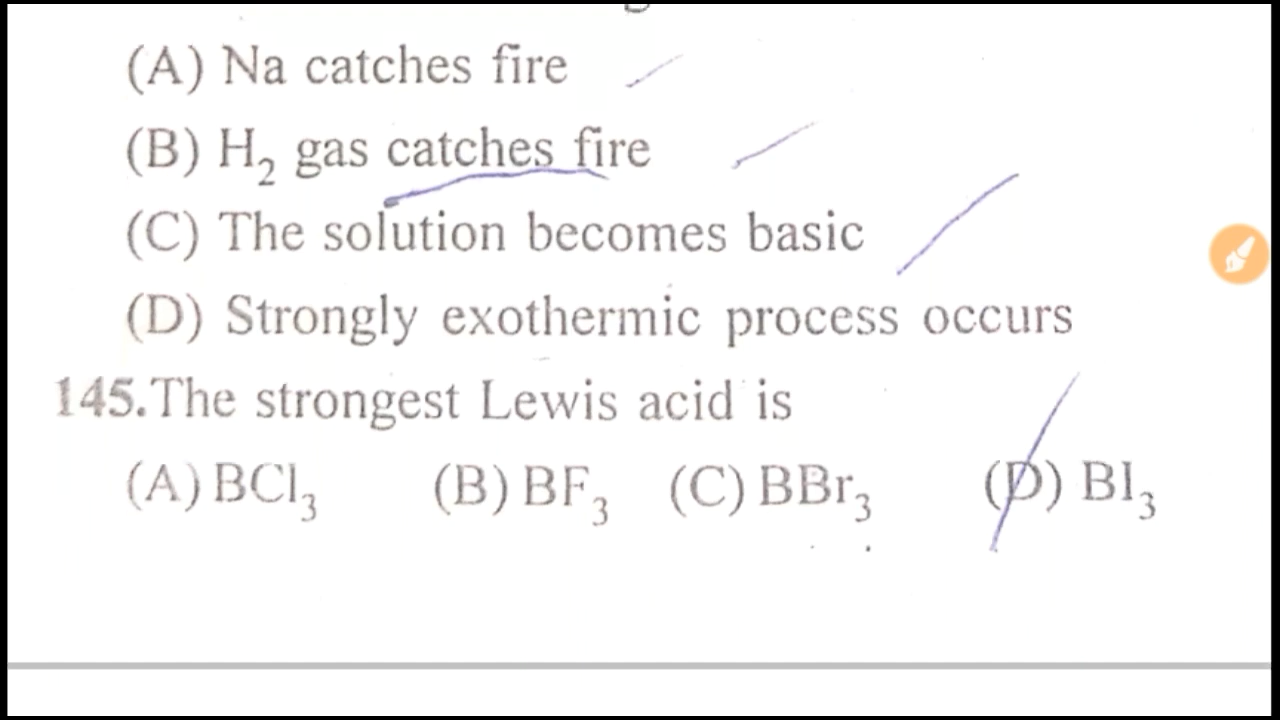 (A) Na catches fire
(B) H₂ gas catches fire
(C) The solution becomes basic
(D) Strongly exothermic process occurs
145. The strongest Lewis acid is
(A) BCl₃ (B) BF₃ (C) BBr₃ (D) BI₃